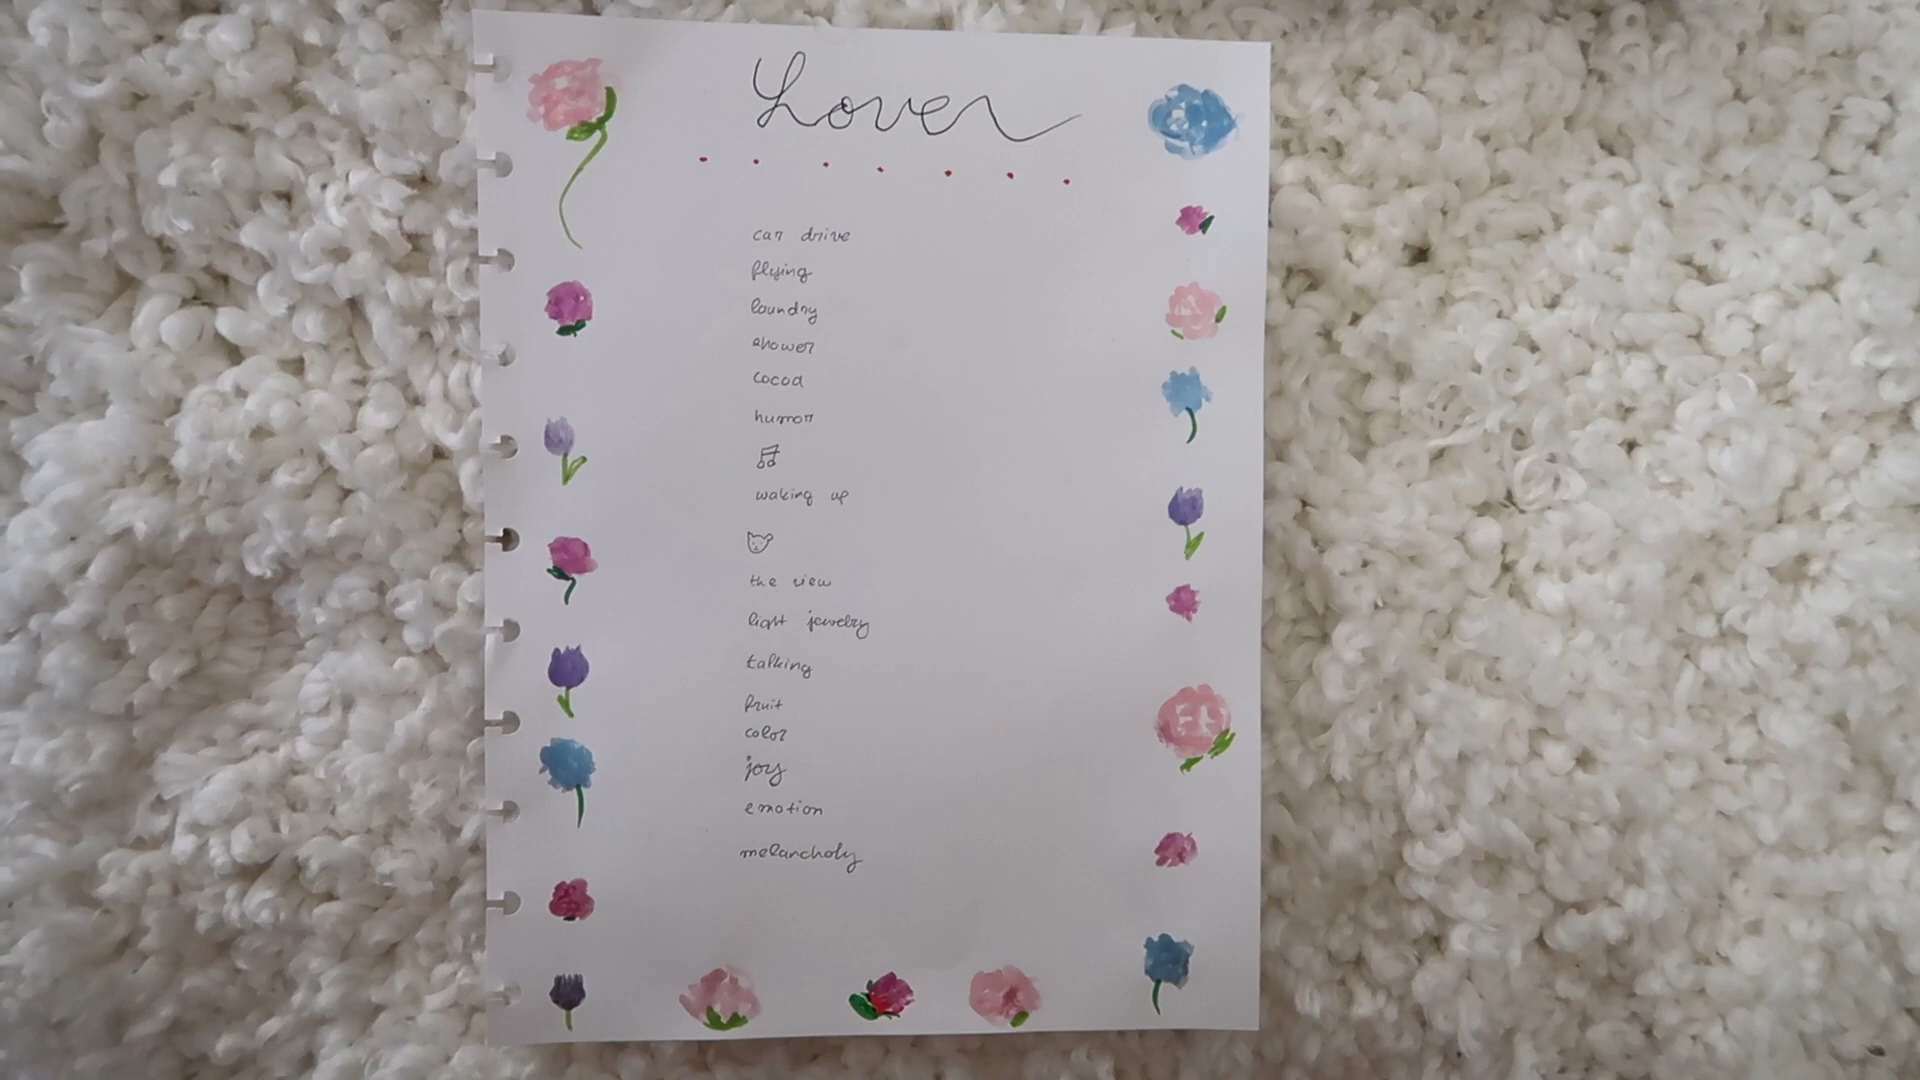 Lover
car drive
flying
laundry
shower
cocoa
humor
waking up
the view
light jewelry
talking
fruit
color
joy
emotion
melancholy